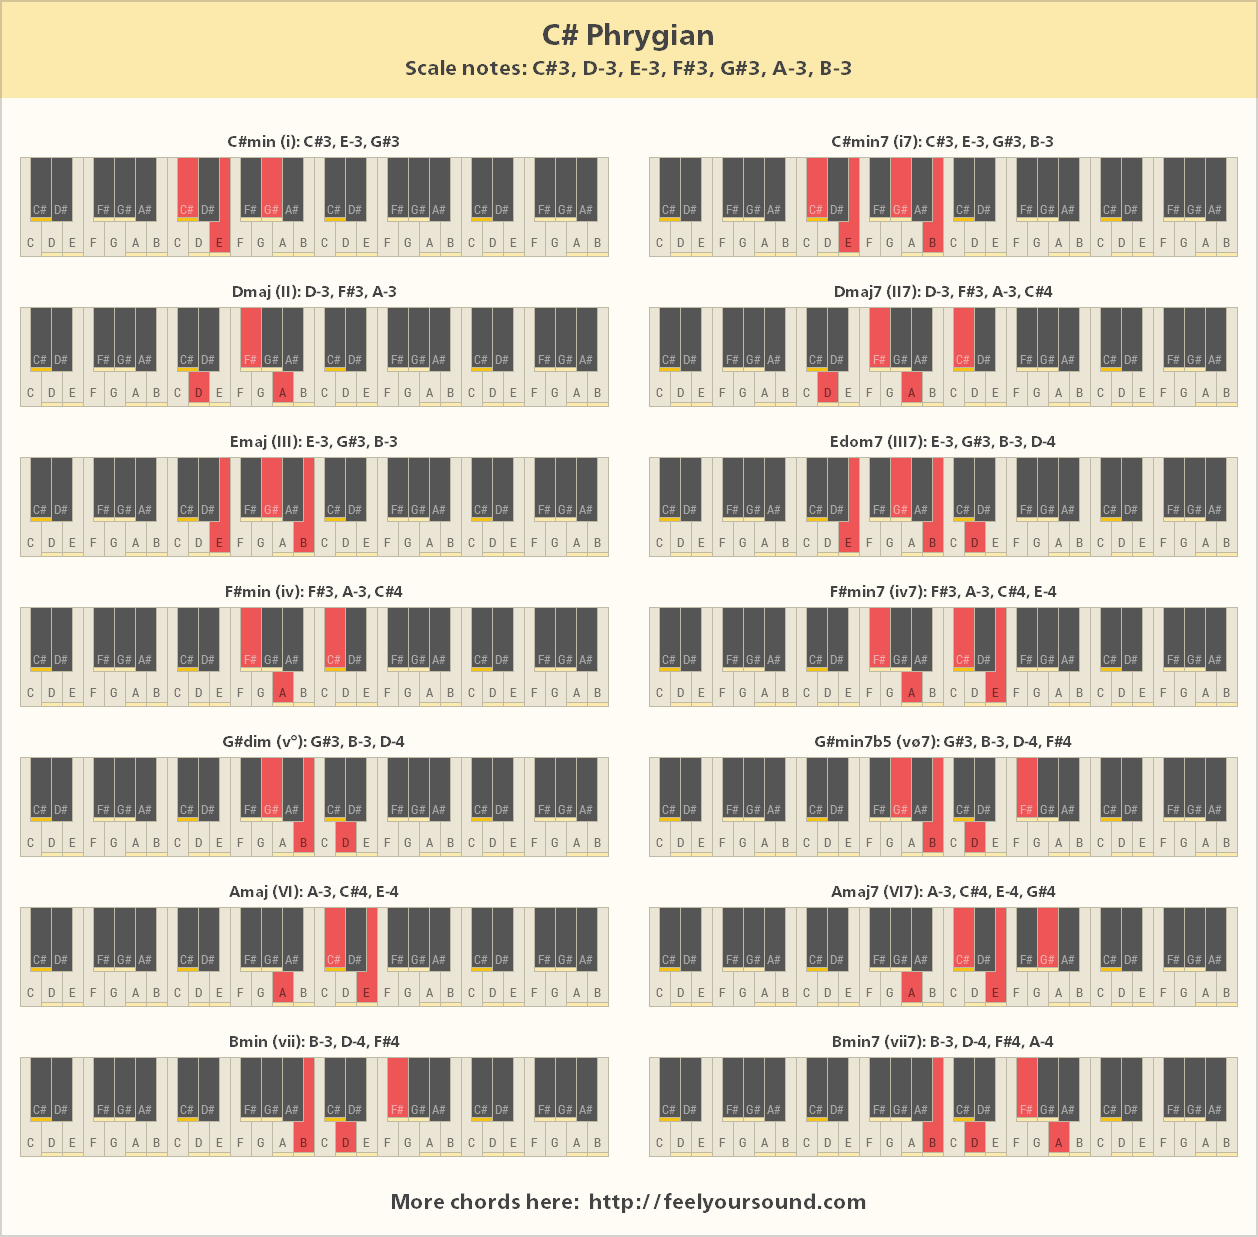 C# Phrygian
Scale notes: C#3, D-3, E-3, F#3, G#3, A-3, B-3
C#min (i): C#3, E-3, G#3
C# D# F# G# A# C# D# F# G# A# C# D# F# G# A# C# D# F# G# A#
C D E F G A B C D E F G A B C D E F G A B C D E F G A B
C#min7 (i7): C#3, E-3, G#3, B-3
C# D# F# G# A# C# D# F# G# A# C# D# F# G# A# C# D# F# G# A#
C D E F G A B C D E F G A B C D E F G A B C D E F G A B
Dmaj (II): D-3, F#3, A-3
C# D# F# G# A# C# D# F# G# A# C# D# F# G# A# C# D# F# G# A#
C D E F G A B C D E F G A B C D E F G A B C D E F G A B
Dmaj7 (II7): D-3, F#3, A-3, C#4
C# D# F# G# A# C# D# F# G# A# C# D# F# G# A# C# D# F# G# A#
C D E F G A B C D E F G A B C D E F G A B C D E F G A B
Emaj (III): E-3, G#3, B-3
C# D# F# G# A# C# D# F# G# A# C# D# F# G# A# C# D# F# G# A#
C D E F G A B C D E F G A B C D E F G A B C D E F G A B
Edom7 (III7): E-3, G#3, B-3, D-4
C# D# F# G# A# C# D# F# G# A# C# D# F# G# A# C# D# F# G# A#
C D E F G A B C D E F G A B C D E F G A B C D E F G A B
F#min (iv): F#3, A-3, C#4
C# D# F# G# A# C# D# F# G# A# C# D# F# G# A# C# D# F# G# A#
C D E F G A B C D E F G A B C D E F G A B C D E F G A B
F#min7 (iv7): F#3, A-3, C#4, E-4
C# D# F# G# A# C# D# F# G# A# C# D# F# G# A# C# D# F# G# A#
C D E F G A B C D E F G A B C D E F G A B C D E F G A B
G#dim (v°): G#3, B-3, D-4
C# D# F# G# A# C# D# F# G# A# C# D# F# G# A# C# D# F# G# A#
C D E F G A B C D E F G A B C D E F G A B C D E F G A B
G#min7b5 (vø7): G#3, B-3, D-4, F#4
C# D# F# G# A# C# D# F# G# A# C# D# F# G# A# C# D# F# G# A#
C D E F G A B C D E F G A B C D E F G A B C D E F G A B
Amaj (VI): A-3, C#4, E-4
C# D# F# G# A# C# D# F# G# A# C# D# F# G# A# C# D# F# G# A#
C D E F G A B C D E F G A B C D E F G A B C D E F G A B
Amaj7 (VI7): A-3, C#4, E-4, G#4
C# D# F# G# A# C# D# F# G# A# C# D# F# G# A# C# D# F# G# A#
C D E F G A B C D E F G A B C D E F G A B C D E F G A B
Bmin (vii): B-3, D-4, F#4
C# D# F# G# A# C# D# F# G# A# C# D# F# G# A# C# D# F# G# A#
C D E F G A B C D E F G A B C D E F G A B C D E F G A B
Bmin7 (vii7): B-3, D-4, F#4, A-4
C# D# F# G# A# C# D# F# G# A# C# D# F# G# A# C# D# F# G# A#
C D E F G A B C D E F G A B C D E F G A B C D E F G A B
More chords here: http://feelyoursound.com